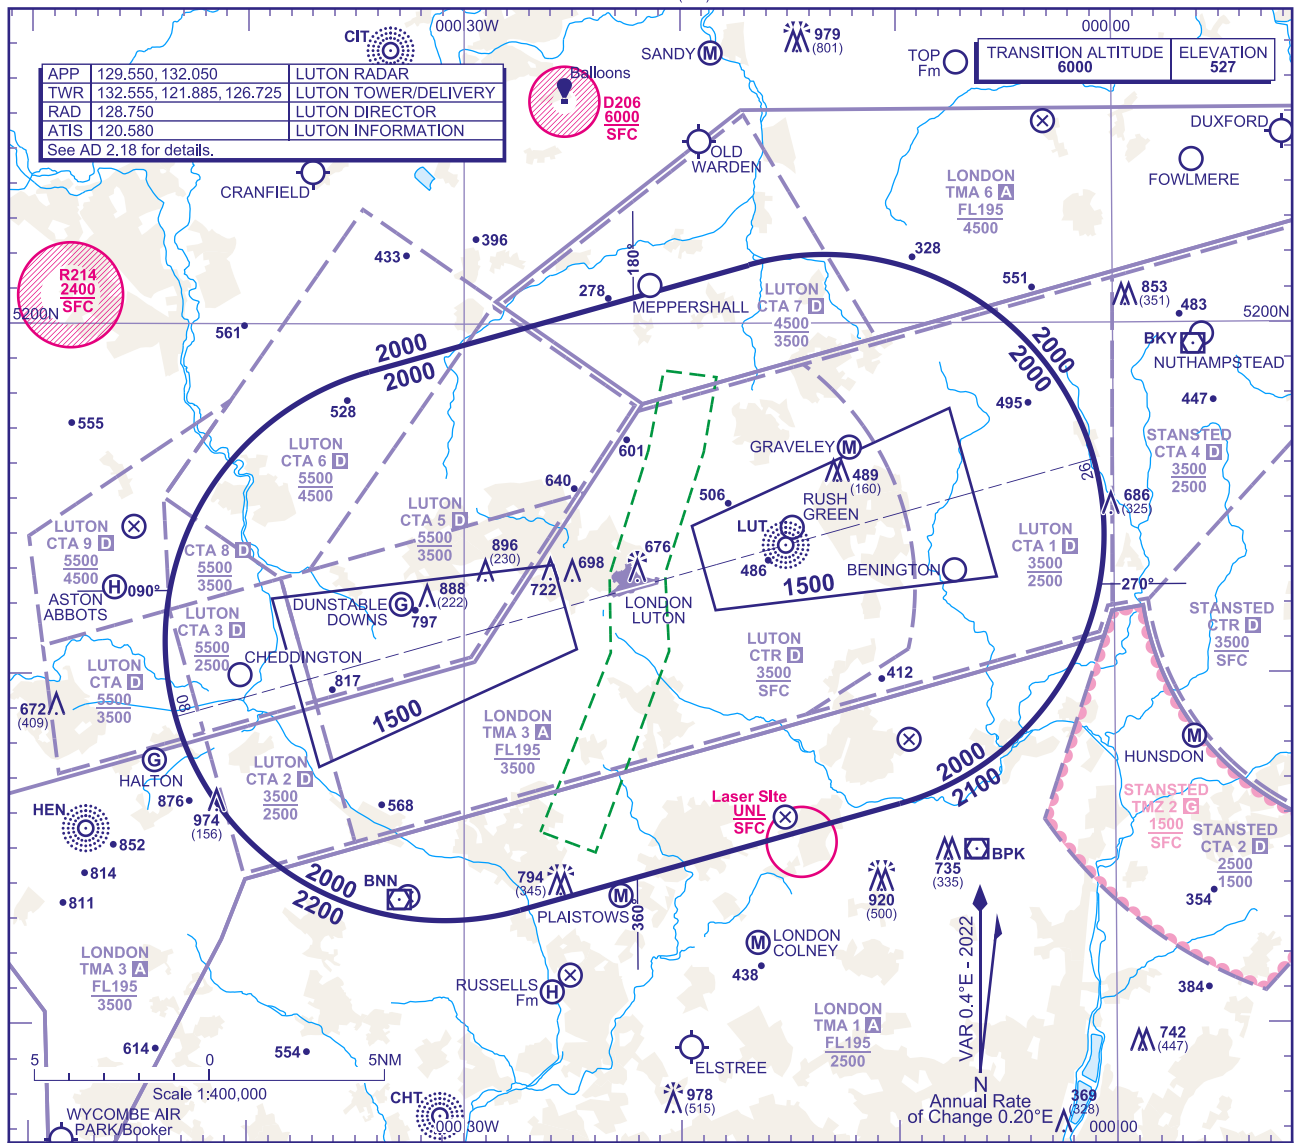 000 30W
000 00
CIT
979
(801)
SANDY
M
TOP
Fm
TRANSITION ALTITUDE
6000
ELEVATION
527
APP 129.550, 132.050 LUTON RADAR
TWR 132.555, 121.885, 126.725 LUTON TOWER/DELIVERY
RAD 128.750 LUTON DIRECTOR
ATIS 120.580 LUTON INFORMATION
See AD 2.18 for details.
Balloons
D206
6000
SFC
DUXFORD
OLD
WARDEN
FOWLMERE
CRANFIELD
LONDON
TMA 6 A
FL195
4500
396
433
180°
328
R214
2400
SFC
278
MEPPERSHALL
LUTON
CTA 7 D
4500
3500
551
853
(351)
483
5200N
5200N
561
2000
2000
2000
2000
BKY
NUTHAMPSTEAD
528
495
447
555
LUTON
CTA 6 D
5500
4500
601
GRAVELEY
M
STANSTED
CTA 4 D
3500
2500
640
489
(160)
26
506
RUSH
GREEN
686
(325)
LUTON
CTA 5 D
5500
3500
LUT
LUTON
CTA 9 D
5500
4500
CTA 8 D
5500
3500
896
(230)
698
676
486
LUTON
CTA 1 D
3500
2500
H
090°
ASTON
ABBOTS
888
(222)
722
1500
BENINGTON
270°
DUNSTABLE
DOWNS
G
797
LONDON
LUTON
LUTON
CTA 3 D
5500
2500
STANSTED
CTR D
3500
SFC
CHEDDINGTON
LUTON
CTR D
3500
SFC
LUTON
CTA D
5500
3500
817
412
672
(409)
08
1500
LONDON
TMA 3 A
FL195
3500
G
HALTON
LUTON
CTA 2 D
3500
2500
M
HUNSDON
2000
2100
876
974
(156)
HEN
568
Laser Site
UNL
SFC
STANSTED
TMZ 2 G
1500
SFC
852
STANSTED
CTA 2 D
2500
1500
814
BPK
735
(335)
811
2000
2200
BNN
794
(345)
PLAISTOWS
M
360°
920
(500)
354
M
LONDON
COLNEY
438
LONDON
TMA 3 A
FL195
3500
RUSSELLS
Fm
H
384
VAR 0.4°E - 2022
LONDON
TMA 1 A
FL195
2500
614
554
742
(447)
5 0 5NM
Scale 1:400,000
ELSTREE
N
Annual Rate
of Change 0.20°E
978
(515)
369
(328)
CHT
WYCOMBE AIR
PARK/Booker
000 30W
000 00